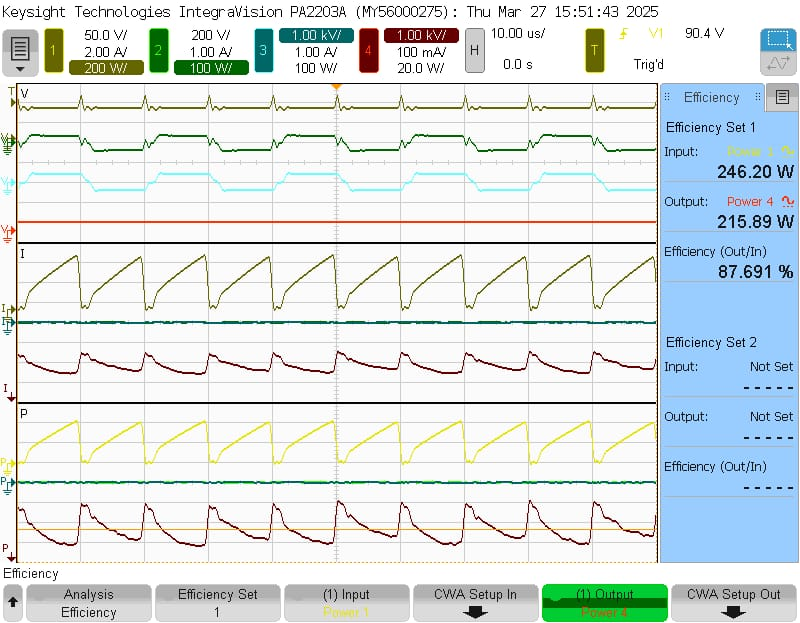 Keysight Technologies IntegraVision PA2203A (MY56000275): Thu Mar 27 15:51:43 2025
1 50.0 V/ 2.00 A/ 200 W/
2 200 V/ 1.00 A/ 100 W/
3 1.00 kV/ 1.00 A/ 100 W/
4 1.00 kV/ 100 mA/ 20.0 W/
H 10.00 us/ 0.0 s
T V1 90.4 V Trig'd
T V
V
V
V
I
I
I
I
P
P
P
P
Efficiency
Efficiency Set 1
Input: Power 1
246.20 W
Output: Power 4
215.89 W
Efficiency (Out/In)
87.691 %
Efficiency Set 2
Input: Not Set
- - - - -
Output: Not Set
- - - - -
Efficiency (Out/In)
- - - - -
Efficiency
Analysis
Efficiency
Efficiency Set
1
(1) Input
Power 1
CWA Setup In
(1) Output
Power 4
CWA Setup Out